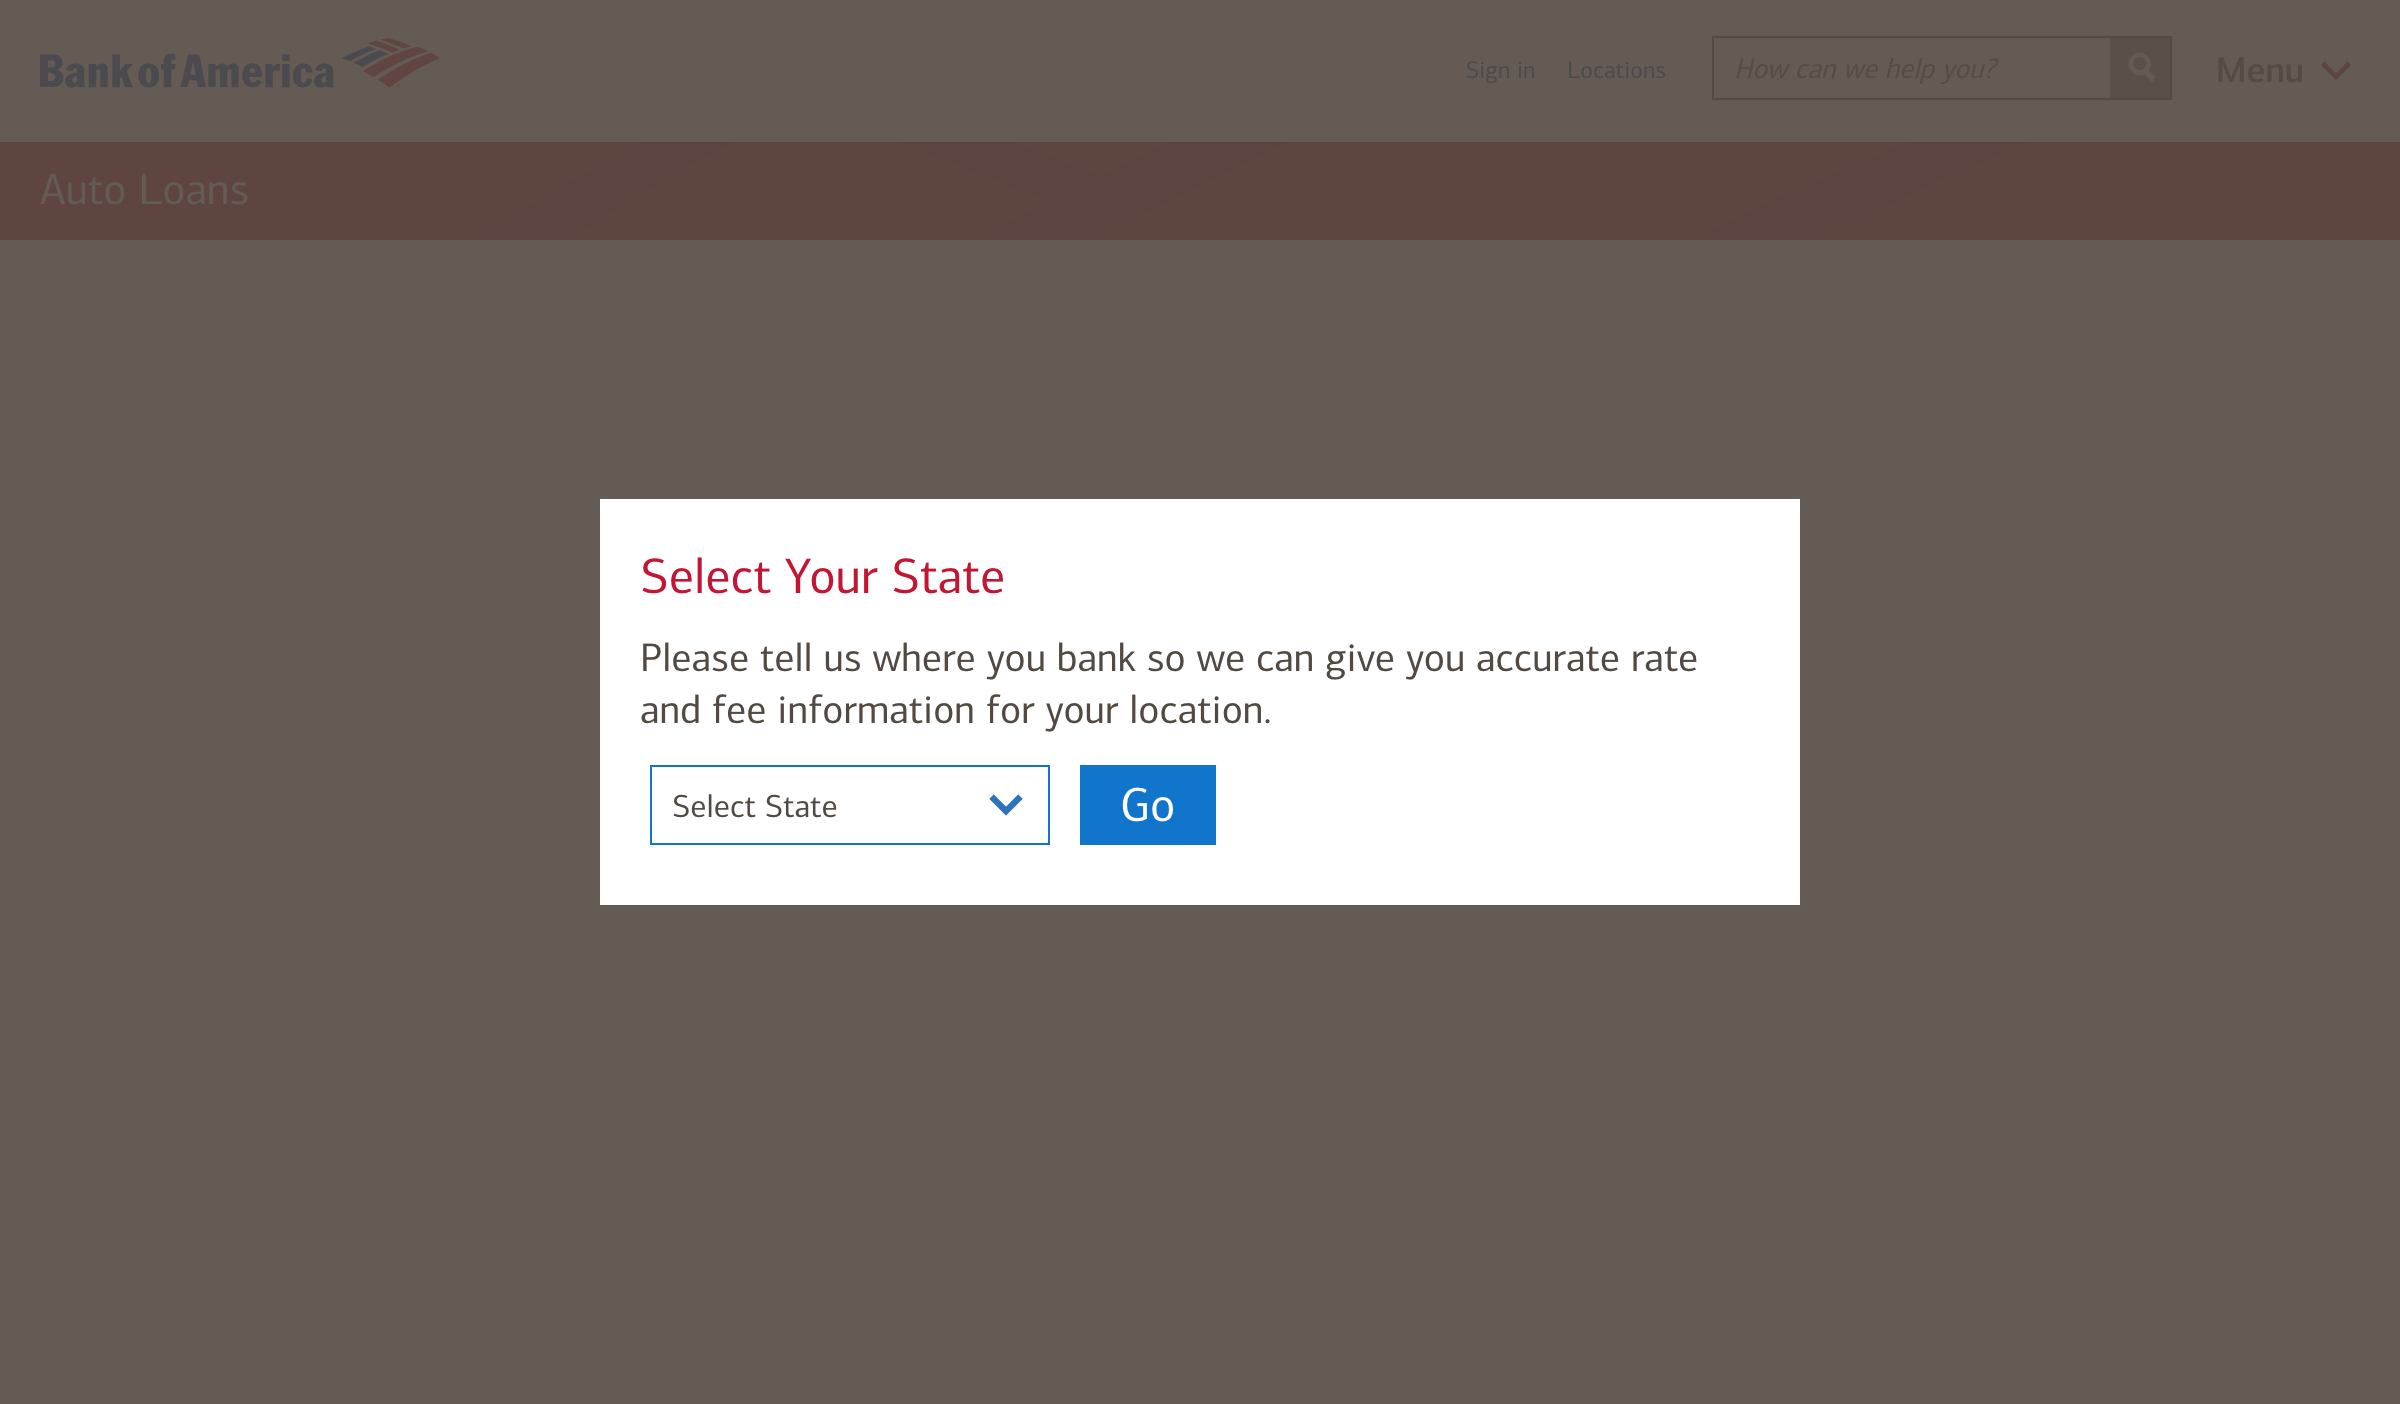 Bank of America
Sign in Locations How can we help you? Menu
Auto Loans
Select Your State
Please tell us where you bank so we can give you accurate rate
and fee information for your location.
Select State Go